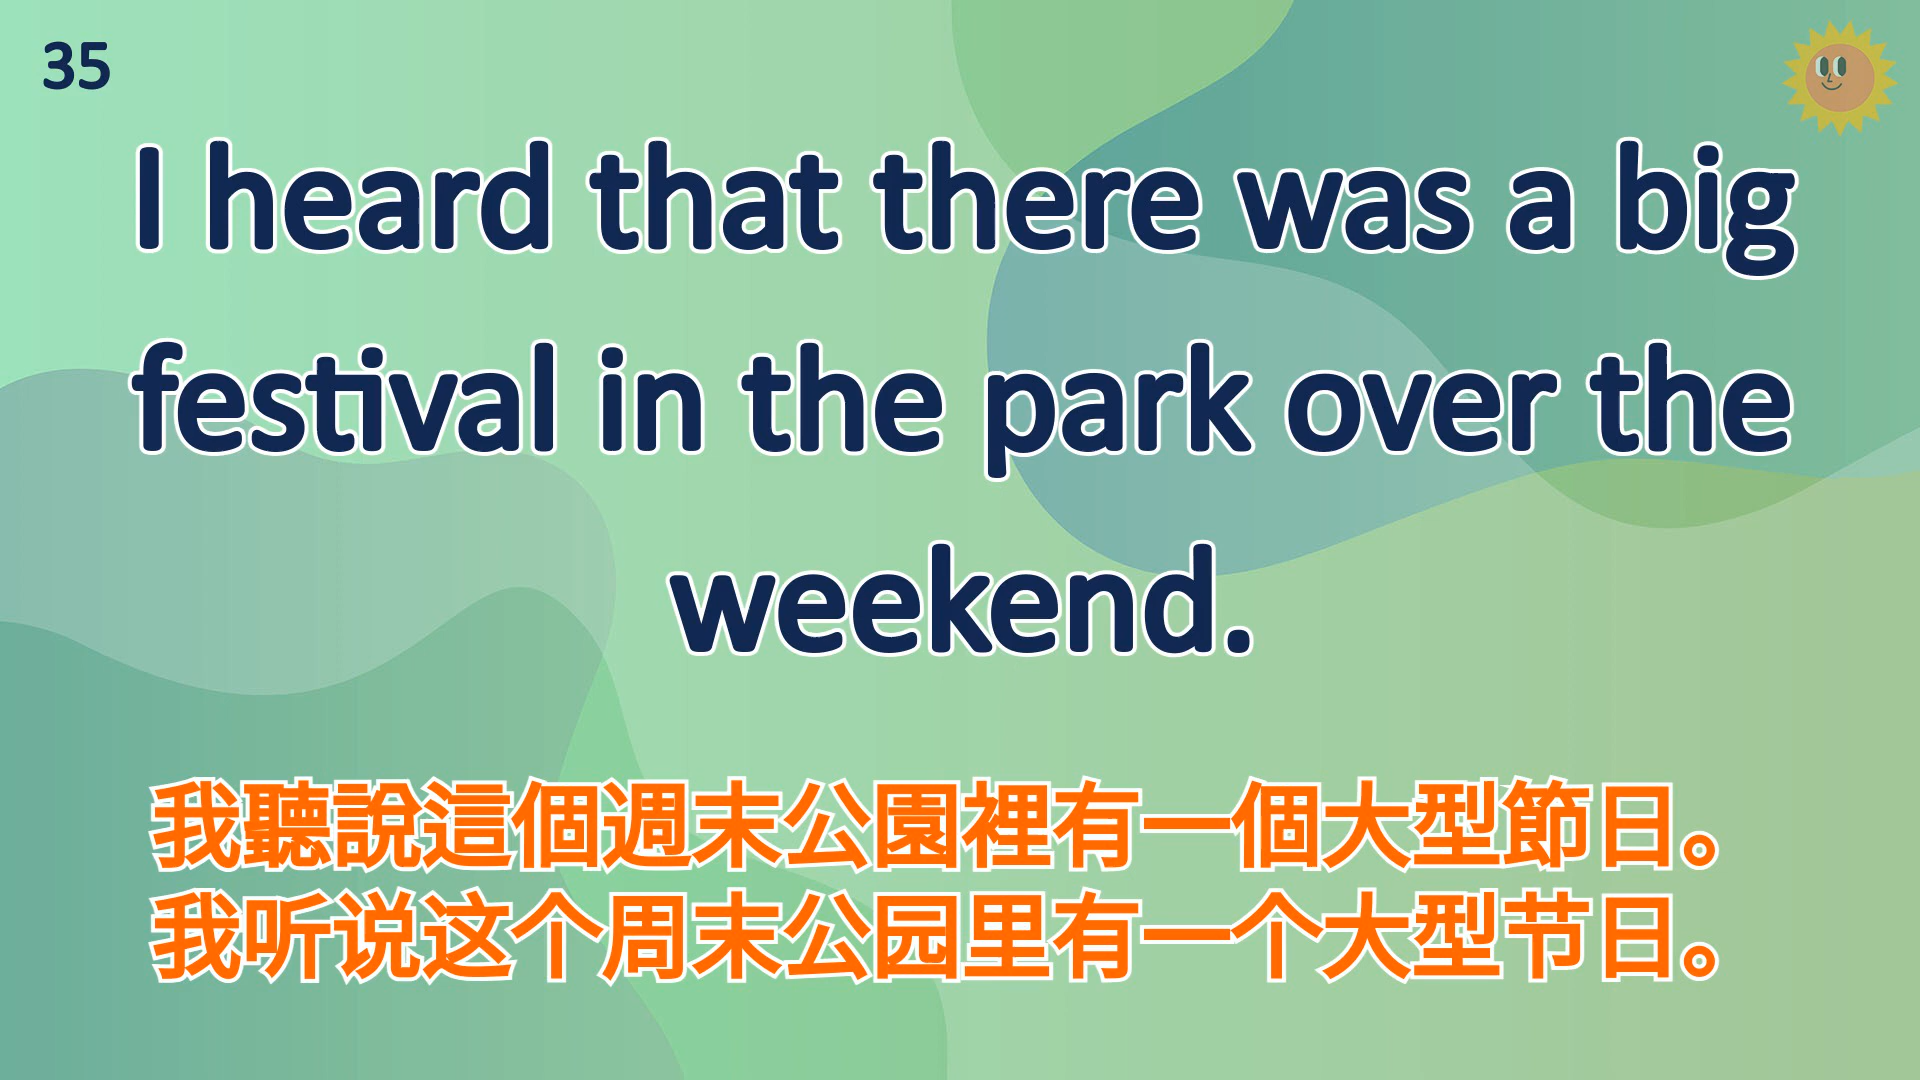 35
I heard that there was a big
festival in the park over the
weekend.
我聽說這個週末公園裡有一個大型節日。
我听说这个周末公园里有一个大型节日。